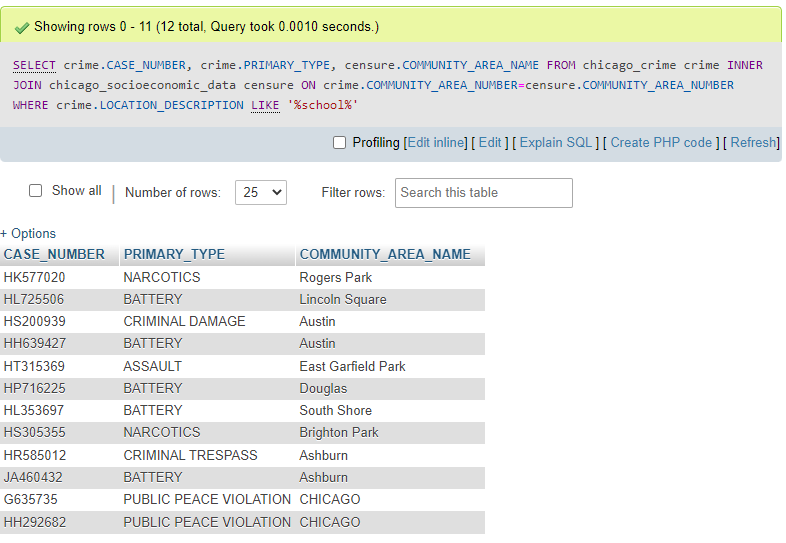 Showing rows 0 - 11 (12 total, Query took 0.0010 seconds.)
SELECT crime.CASE_NUMBER, crime.PRIMARY_TYPE, censure.COMMUNITY_AREA_NAME FROM chicago_crime crime INNER
JOIN chicago_socioeconomic_data censure ON crime.COMMUNITY_AREA_NUMBER=censure.COMMUNITY_AREA_NUMBER
WHERE crime.LOCATION_DESCRIPTION LIKE '%school%'
Profiling [Edit inline] [ Edit ] [ Explain SQL ] [ Create PHP code ] [ Refresh]
Show all | Number of rows: 25 Filter rows: Search this table
+ Options
CASE_NUMBER PRIMARY_TYPE COMMUNITY_AREA_NAME
HK577020 NARCOTICS Rogers Park
HL725506 BATTERY Lincoln Square
HS200939 CRIMINAL DAMAGE Austin
HH639427 BATTERY Austin
HT315369 ASSAULT East Garfield Park
HP716225 BATTERY Douglas
HL353697 BATTERY South Shore
HS305355 NARCOTICS Brighton Park
HR585012 CRIMINAL TRESPASS Ashburn
JA460432 BATTERY Ashburn
G635735 PUBLIC PEACE VIOLATION CHICAGO
HH292682 PUBLIC PEACE VIOLATION CHICAGO